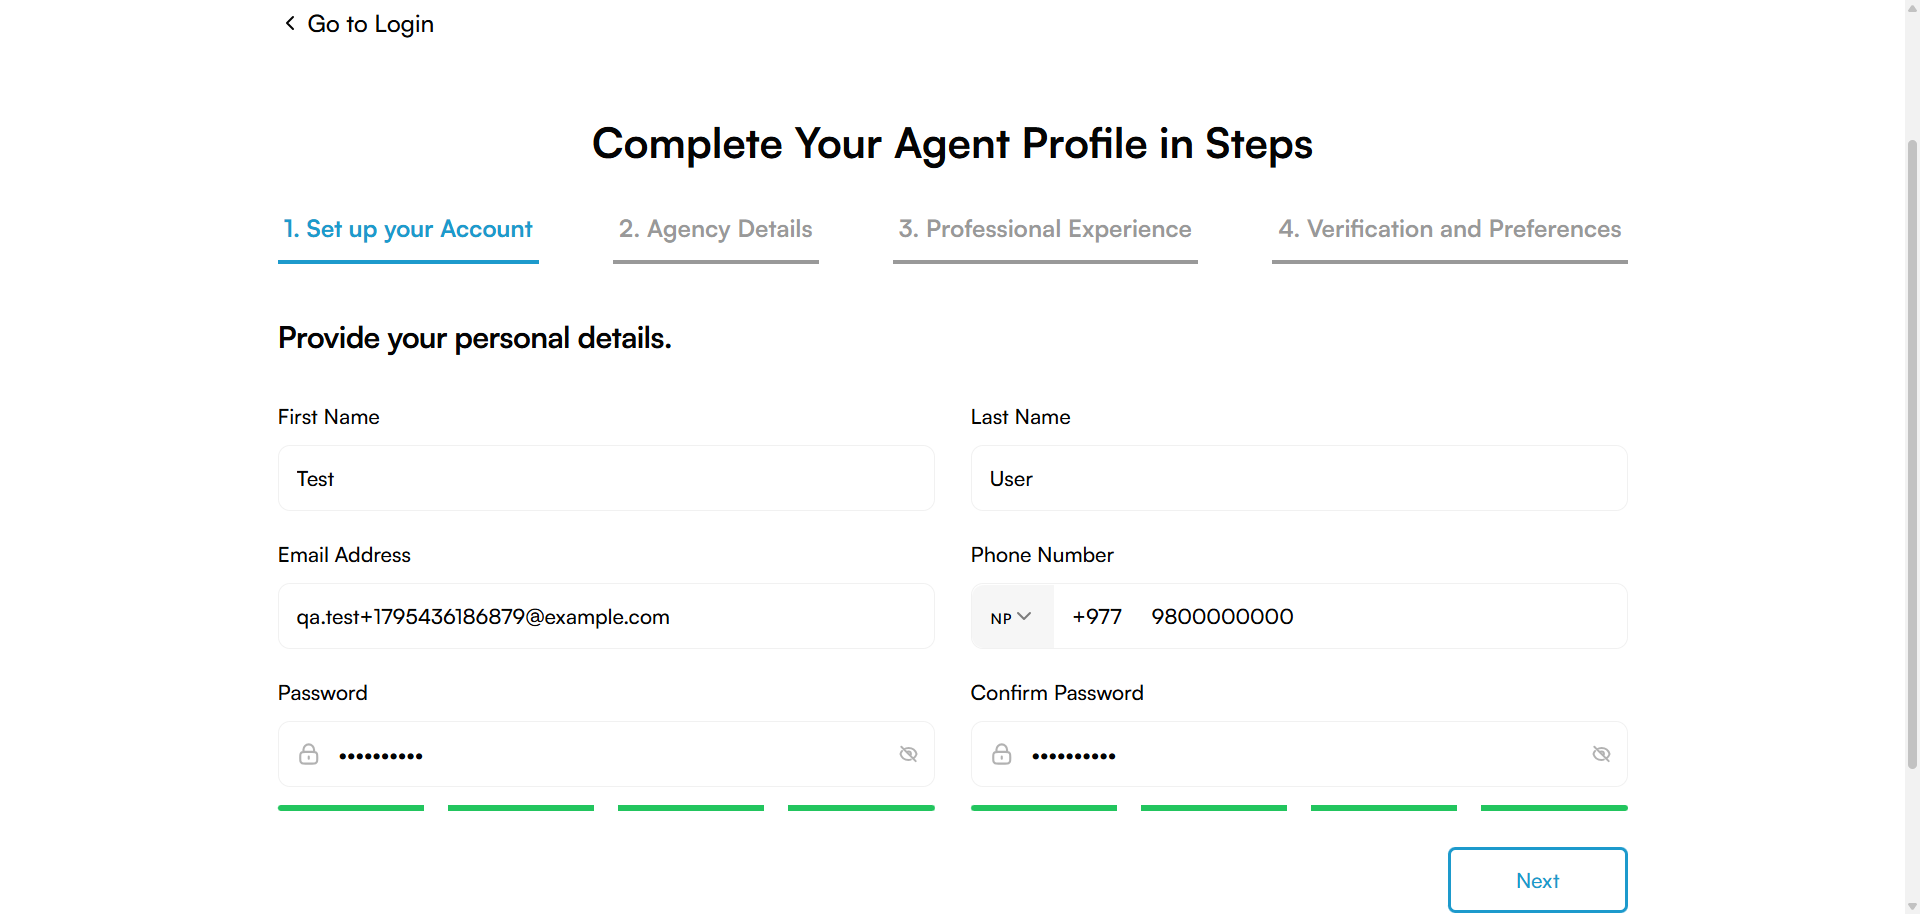 Go to Login
Complete Your Agent Profile in Steps
1. Set up your Account
2. Agency Details
3. Professional Experience
4. Verification and Preferences
Provide your personal details.
First Name
Last Name
Test
User
Email Address
Phone Number
qa.test+1795436186879@example.com
NP +977 9800000000
Password
Confirm Password
••••••••••
••••••••••
Next